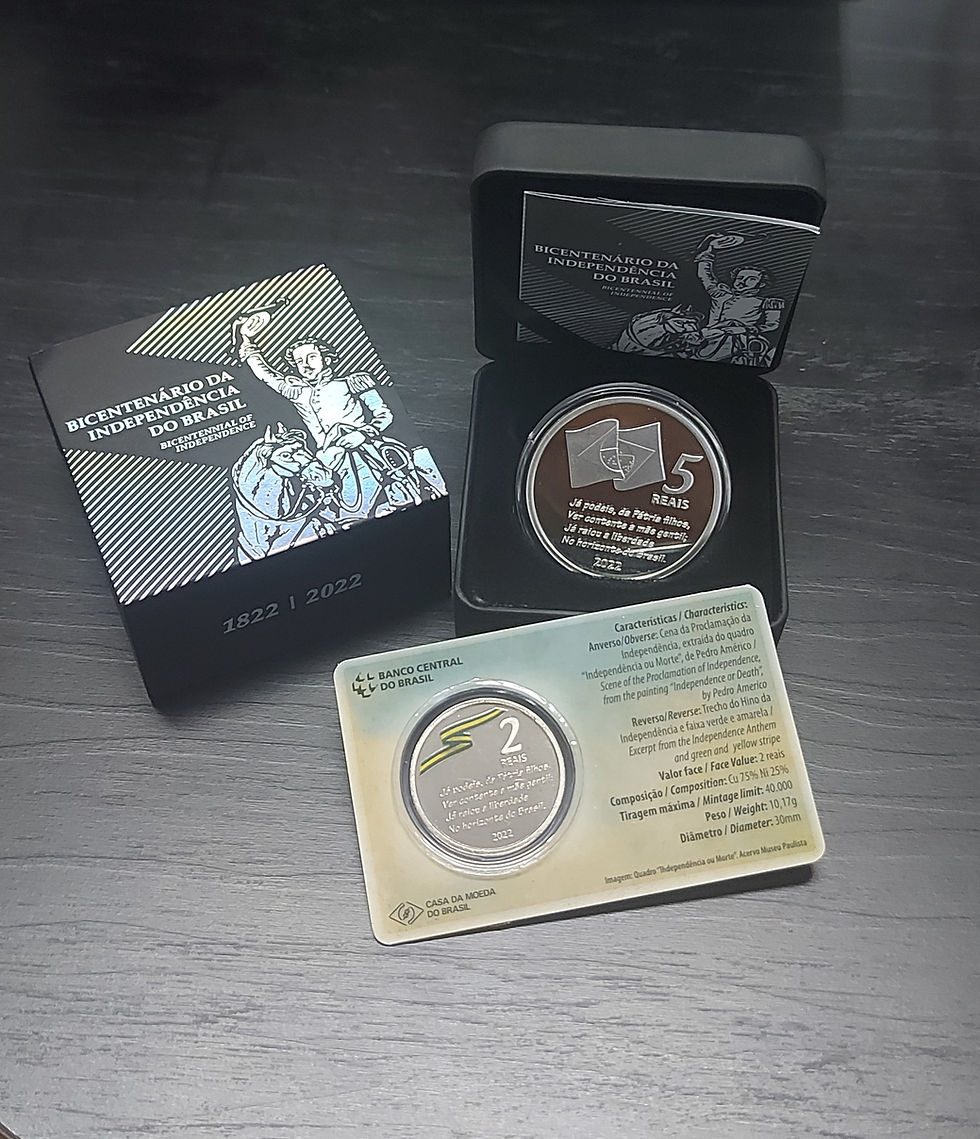 BICENTENÁRIO DA
INDEPENDÊNCIA
DO BRASIL
BICENTENNIAL OF
INDEPENDENCE
1822 | 2022
BICENTENÁRIO DA
INDEPENDÊNCIA
DO BRASIL
BICENTENNIAL OF
INDEPENDENCE
5
REAIS
Já podeis, da Pátria filhos,
Ver contente a mãe gentil;
Já raiou a liberdade
No horizonte do Brasil.
2022
BANCO CENTRAL
DO BRASIL
2
REAIS
Já podeis, da Pátria filhos,
Ver contente a mãe gentil;
Já raiou a liberdade
No horizonte do Brasil.
2022
CASA DA MOEDA
DO BRASIL
Características / Characteristics:
Anverso/Obverse: Cena da Proclamação da
Independência, extraída do quadro
"Independência ou Morte", de Pedro Américo /
Scene of the Proclamation of Independence,
from the painting "Independence or Death",
by Pedro Americo
Reverso/Reverse: Trecho do Hino da
Independência e faixa verde e amarela /
Excerpt from the Independence Anthem
and green and yellow stripe
Valor face / Face Value: 2 reais
Composição / Composition: Cu 75% Ni 25%
Tiragem máxima / Mintage limit: 40.000
Peso / Weight: 10,17g
Diâmetro / Diameter: 30mm
Imagem: Quadro "Independência ou Morte". Acervo Museu Paulista